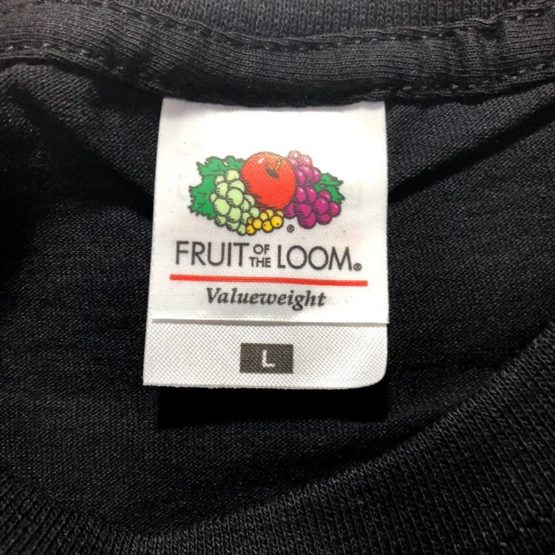 ®
FRUIT OF THE LOOM®
Valueweight
L